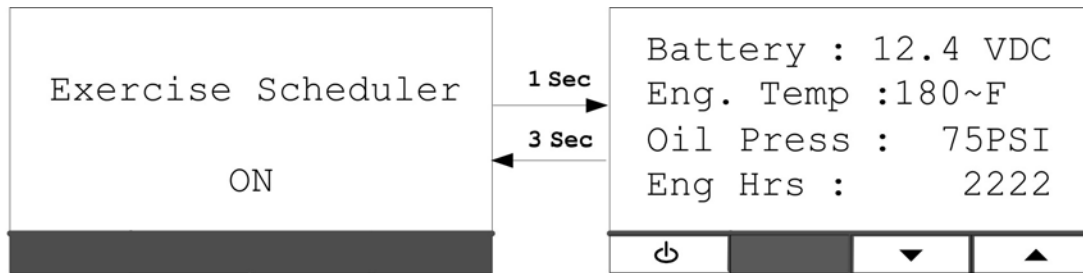 Exercise Scheduler
ON
1 Sec
3 Sec
Battery : 12.4 VDC
Eng. Temp :180~F
Oil Press : 75PSI
Eng Hrs : 2222